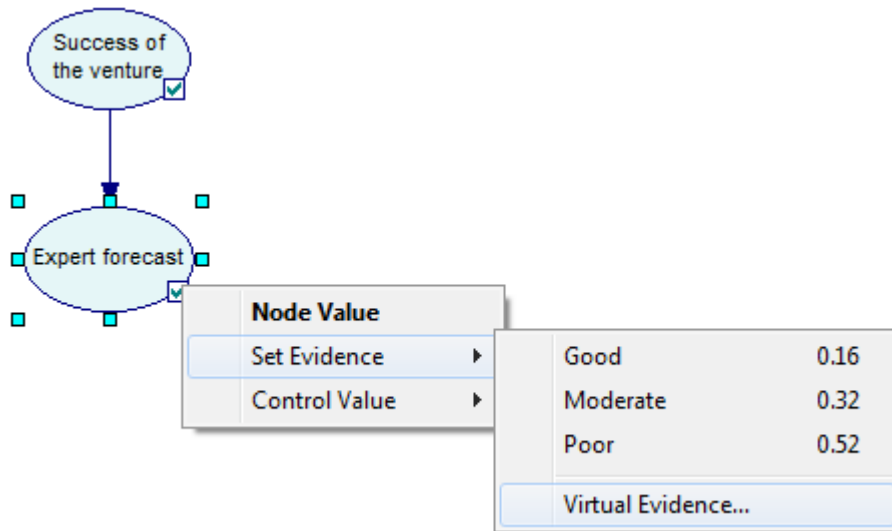 Success of
the venture
Expert forecast
Node Value
Set Evidence
Control Value
Good 0.16
Moderate 0.32
Poor 0.52
Virtual Evidence...